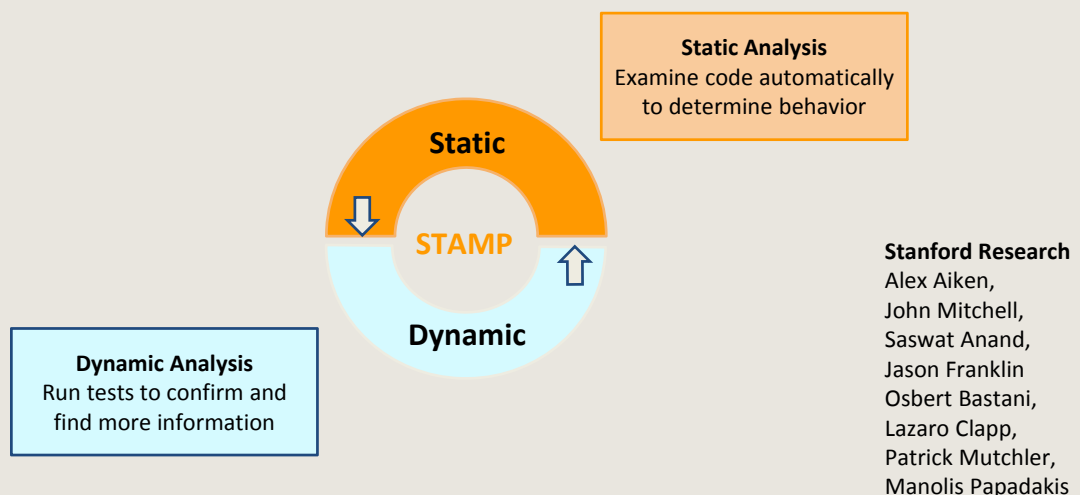 Static Analysis
Examine code automatically
to determine behavior
Static
STAMP
Dynamic
Dynamic Analysis
Run tests to confirm and
find more information
Stanford Research
Alex Aiken,
John Mitchell,
Saswat Anand,
Jason Franklin
Osbert Bastani,
Lazaro Clapp,
Patrick Mutchler,
Manolis Papadakis